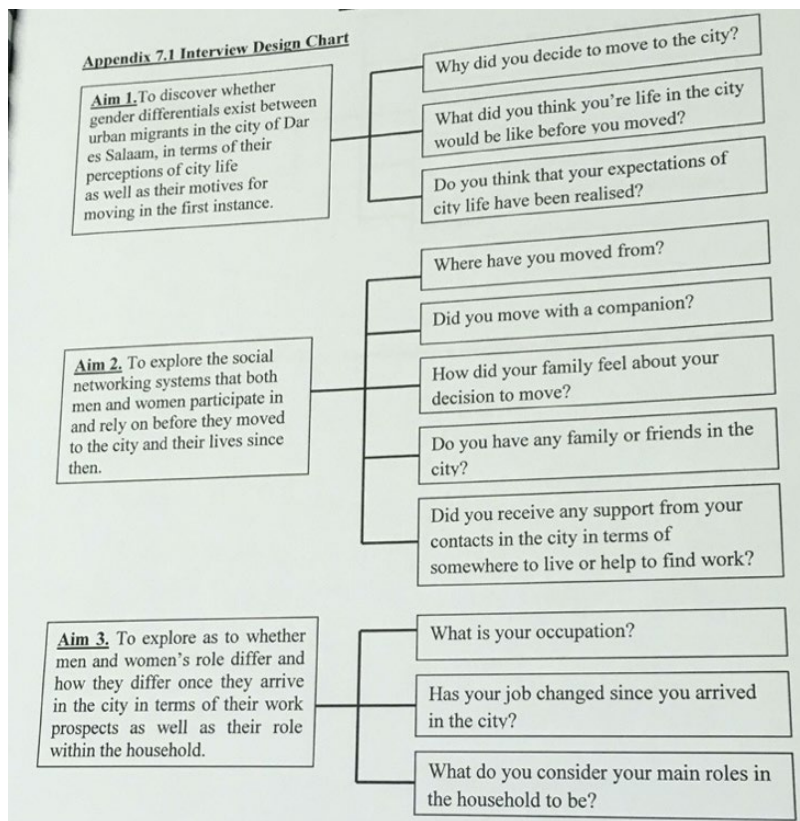 Appendix 7.1 Interview Design Chart
Aim 1.To discover whether
gender differentials exist between
urban migrants in the city of Dar
es Salaam, in terms of their
perceptions of city life
as well as their motives for
moving in the first instance.
Why did you decide to move to the city?
What did you think you're life in the city
would be like before you moved?
Do you think that your expectations of
city life have been realised?
Aim 2. To explore the social
networking systems that both
men and women participate in
and rely on before they moved
to the city and their lives since
then.
Where have you moved from?
Did you move with a companion?
How did your family feel about your
decision to move?
Do you have any family or friends in the
city?
Did you receive any support from your
contacts in the city in terms of
somewhere to live or help to find work?
Aim 3. To explore as to whether
men and women's role differ and
how they differ once they arrive
in the city in terms of their work
prospects as well as their role
within the household.
What is your occupation?
Has your job changed since you arrived
in the city?
What do you consider your main roles in
the household to be?